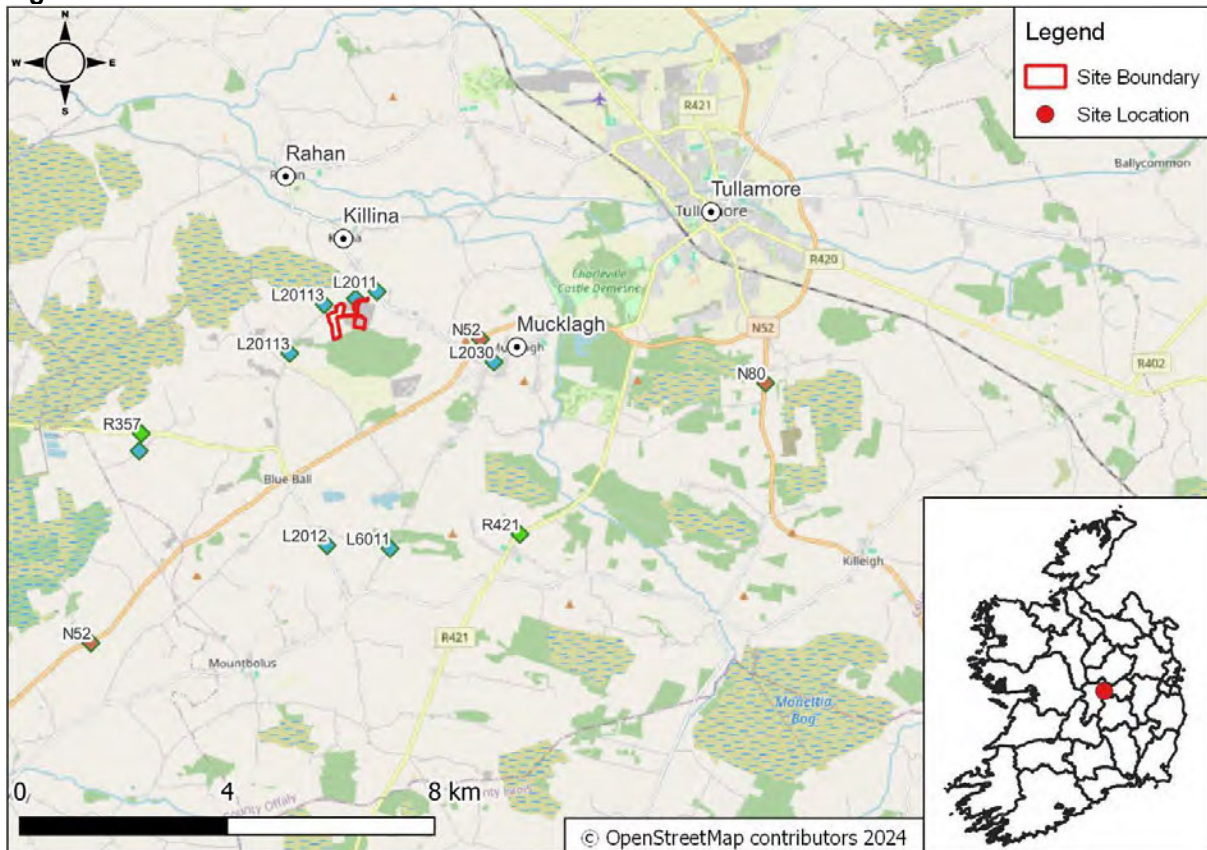 N
W
E
S
Legend
Site Boundary
Site Location
R421
Ballycommon
Rahan
Tullamore
Killina
R420
Charleville
Castle Demesne
L20113
L2011
N52
N52
Mucklagh
L2030
L20113
R402
N80
R357
Blue Ball
L2012
L6011
R421
Killeigh
N52
R421
Mountbolus
Monettia
Bog
0
4
8 km
County Offaly
© OpenStreetMap contributors 2024